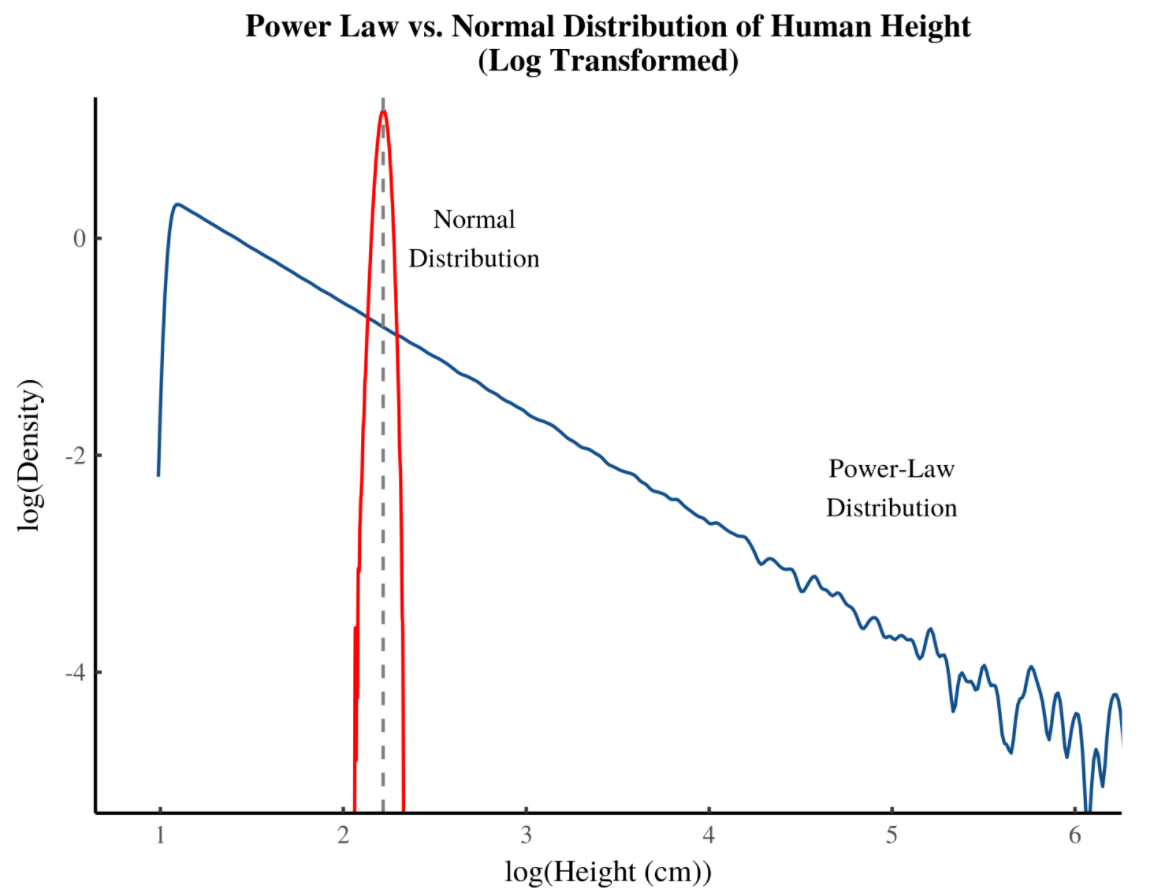 Power Law vs. Normal Distribution of Human Height
(Log Transformed)
Normal
Distribution
Power-Law
Distribution
log(Density)
0
-2
-4
1 2 3 4 5 6
log(Height (cm))